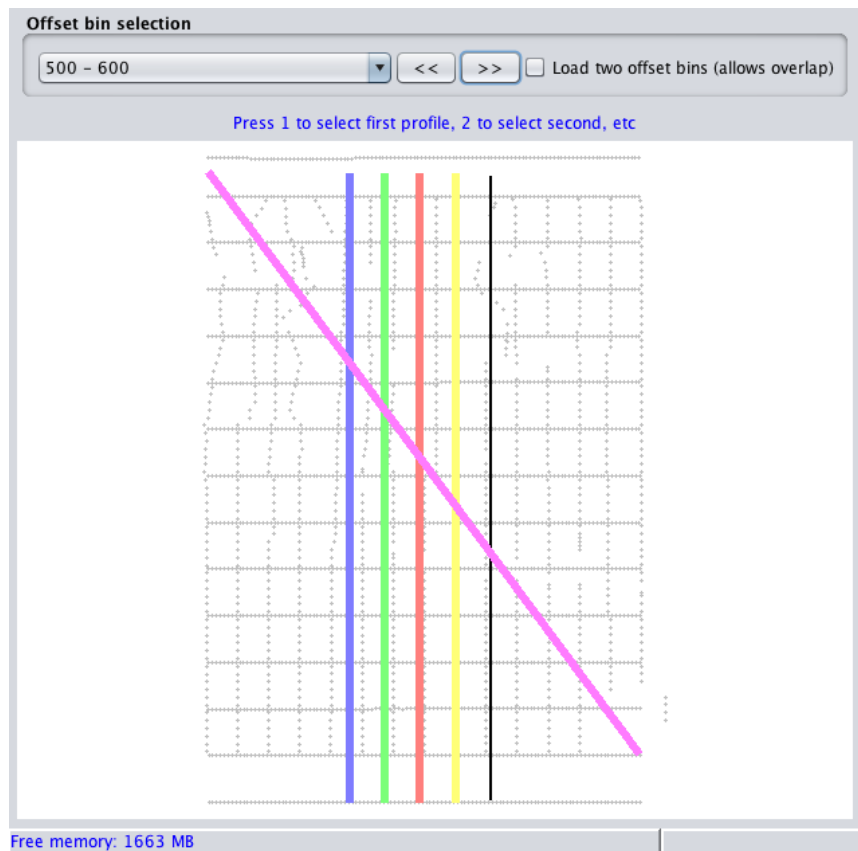 Offset bin selection
500 - 600
<<
>>
Load two offset bins (allows overlap)
Press 1 to select first profile, 2 to select second, etc
Free memory: 1663 MB